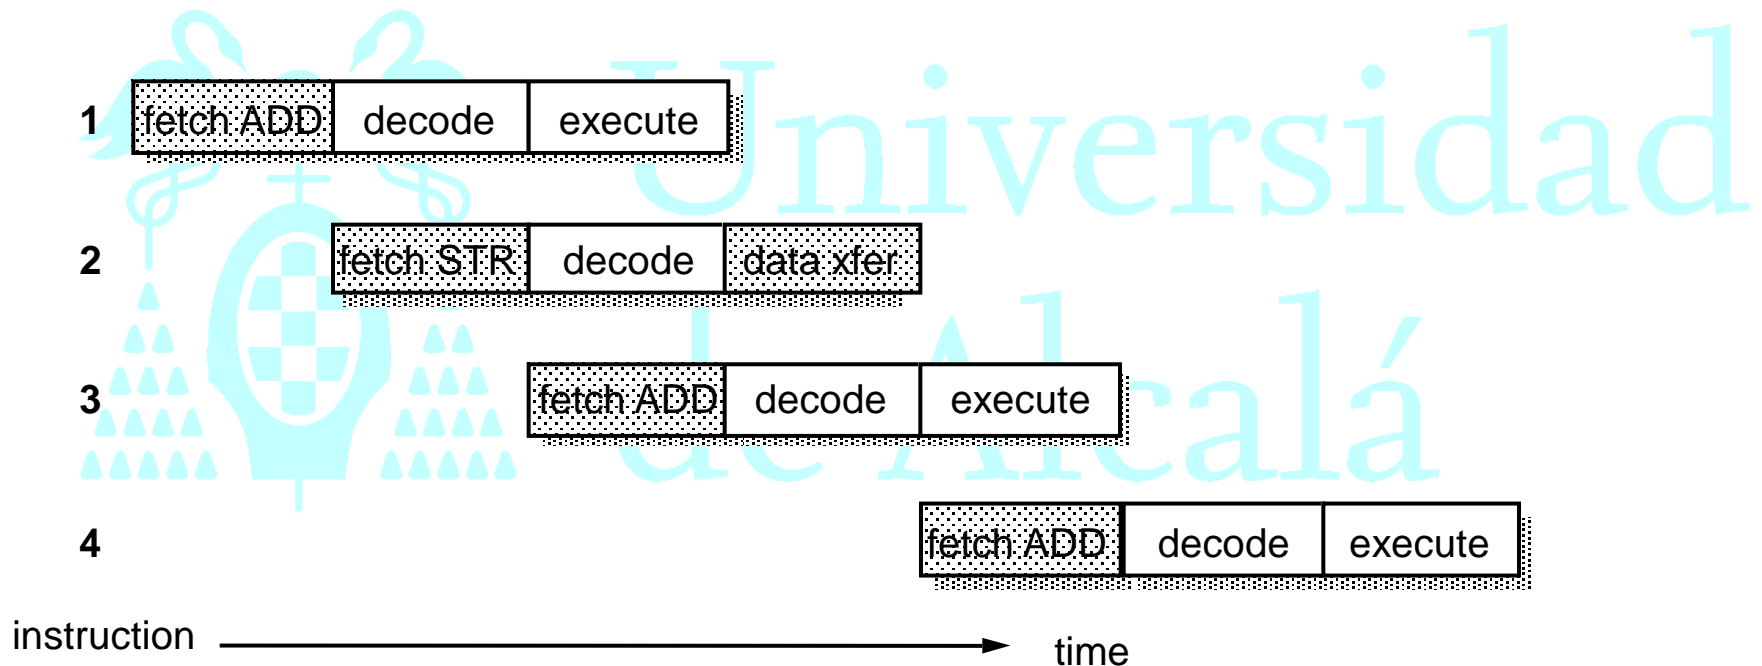 Universidad
de Alcalá
1 fetch ADD decode execute
2 fetch STR decode data xfer
3 fetch ADD decode execute
4 fetch ADD decode execute
instruction time